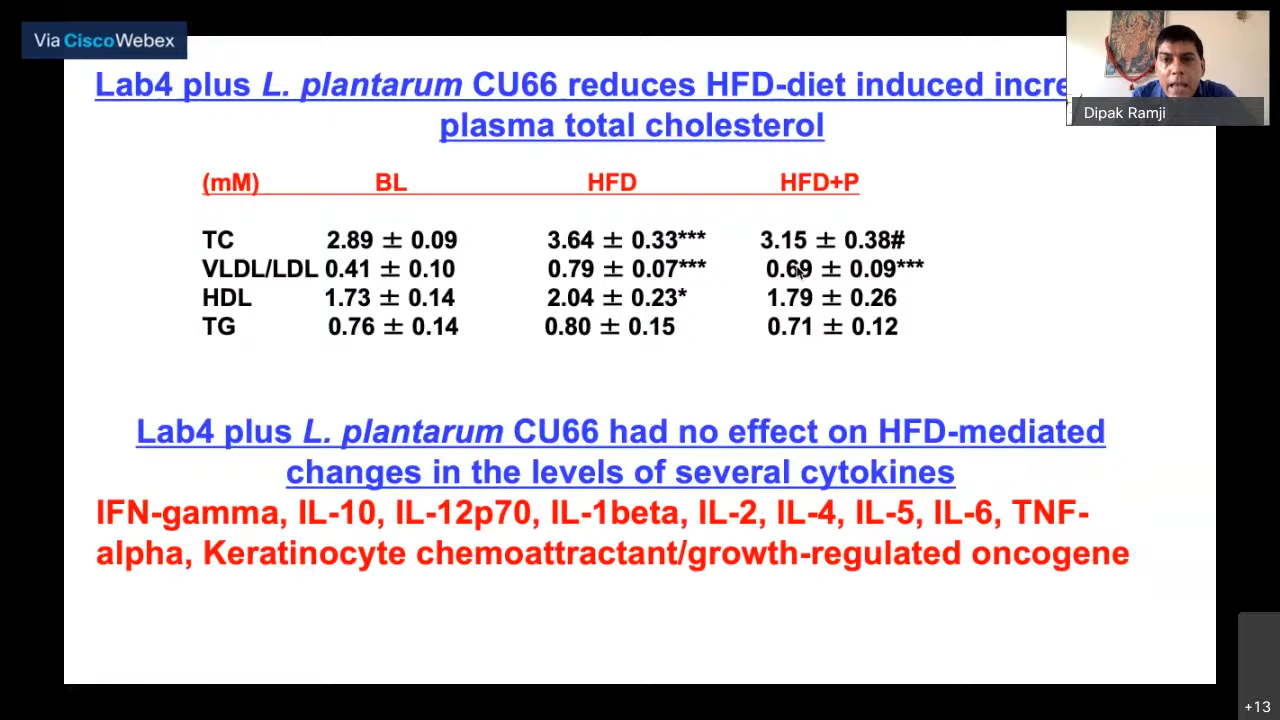 Via Cisco Webex
Lab4 plus L. plantarum CU66 reduces HFD-diet induced
plasma total cholesterol
Dipak Ramji
(mM) BL HFD HFD+P
TC 2.89 ± 0.09 3.64 ± 0.33*** 3.15 ± 0.38#
VLDL/LDL 0.41 ± 0.10 0.79 ± 0.07*** 0.69 ± 0.09***
HDL 1.73 ± 0.14 2.04 ± 0.23* 1.79 ± 0.26
TG 0.76 ± 0.14 0.80 ± 0.15 0.71 ± 0.12
Lab4 plus L. plantarum CU66 had no effect on HFD-mediated
changes in the levels of several cytokines
IFN-gamma, IL-10, IL-12p70, IL-1beta, IL-2, IL-4, IL-5, IL-6, TNF-
alpha, Keratinocyte chemoattractant/growth-regulated oncogene
+13